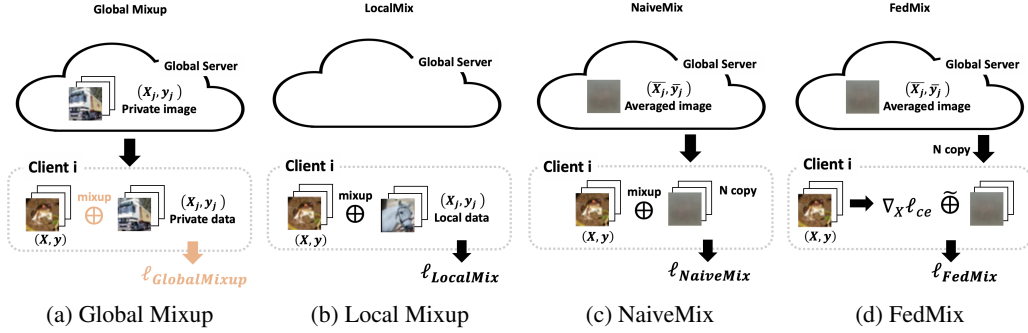 Global Mixup
Global Server
(X_j, y_j)
Private image
Client i
mixup
⊕
(X_j, y_j)
Private data
(X, y)
ℓ_GlobalMixup
(a) Global Mixup
LocalMix
Global Server
Client i
mixup
⊕
(X_j, y_j)
Local data
(X, y)
ℓ_LocalMix
(b) Local Mixup
NaiveMix
Global Server
(X̄_j, ȳ_j)
Averaged image
Client i
mixup
⊕
N copy
(X, y)
ℓ_NaiveMix
(c) NaiveMix
FedMix
Global Server
(X̄_j, ȳ_j)
Averaged image
N copy
Client i
∇_X ℓ_ce ⊕̃
(X, y)
ℓ_FedMix
(d) FedMix